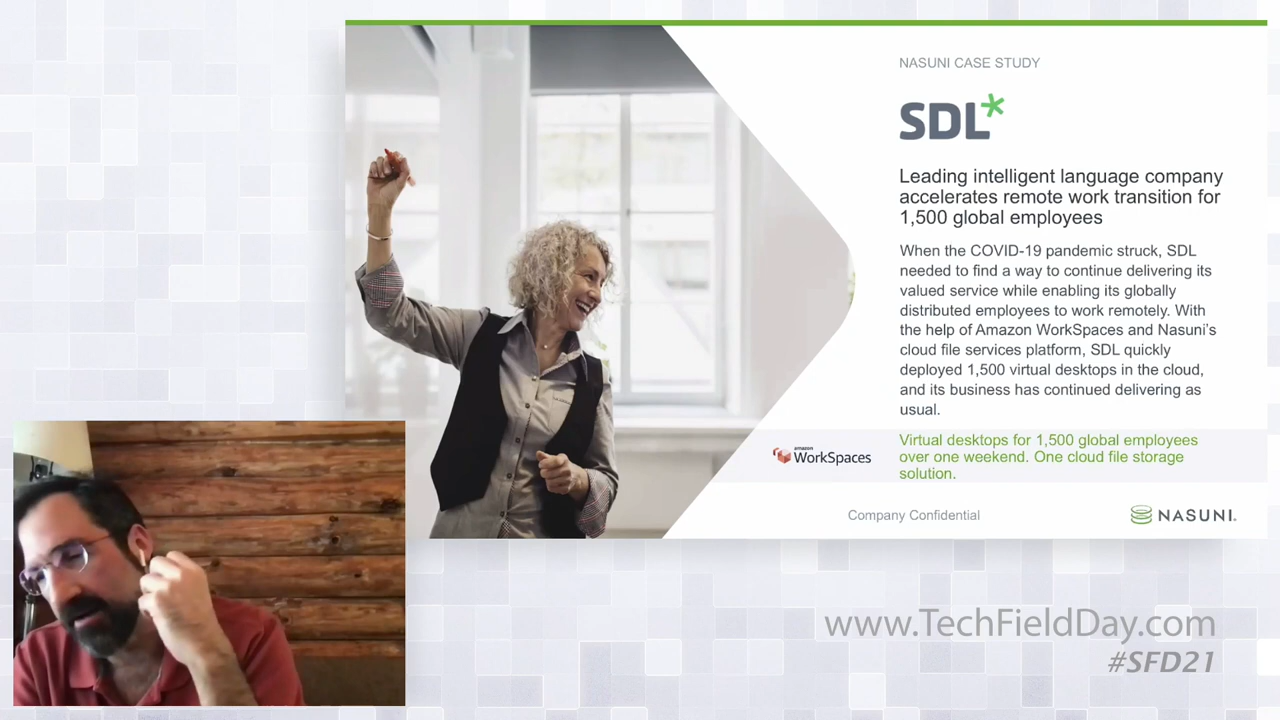 NASUNI CASE STUDY
SDL*
Leading intelligent language company
accelerates remote work transition for
1,500 global employees
When the COVID-19 pandemic struck, SDL
needed to find a way to continue delivering its
valued service while enabling its globally
distributed employees to work remotely. With
the help of Amazon WorkSpaces and Nasuni's
cloud file services platform, SDL quickly
deployed 1,500 virtual desktops in the cloud,
and its business has continued delivering as
usual.
amazon
WorkSpaces
Virtual desktops for 1,500 global employees
over one weekend. One cloud file storage
solution.
Company Confidential
NASUNI.
www.TechFieldDay.com
#SFD21